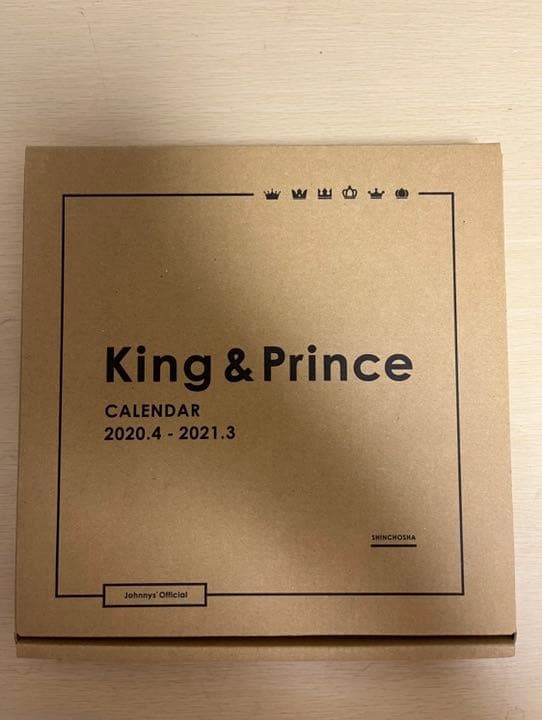 King & Prince
CALENDAR
2020.4 - 2021.3
SHINCHOSHA
Johnnys' Official